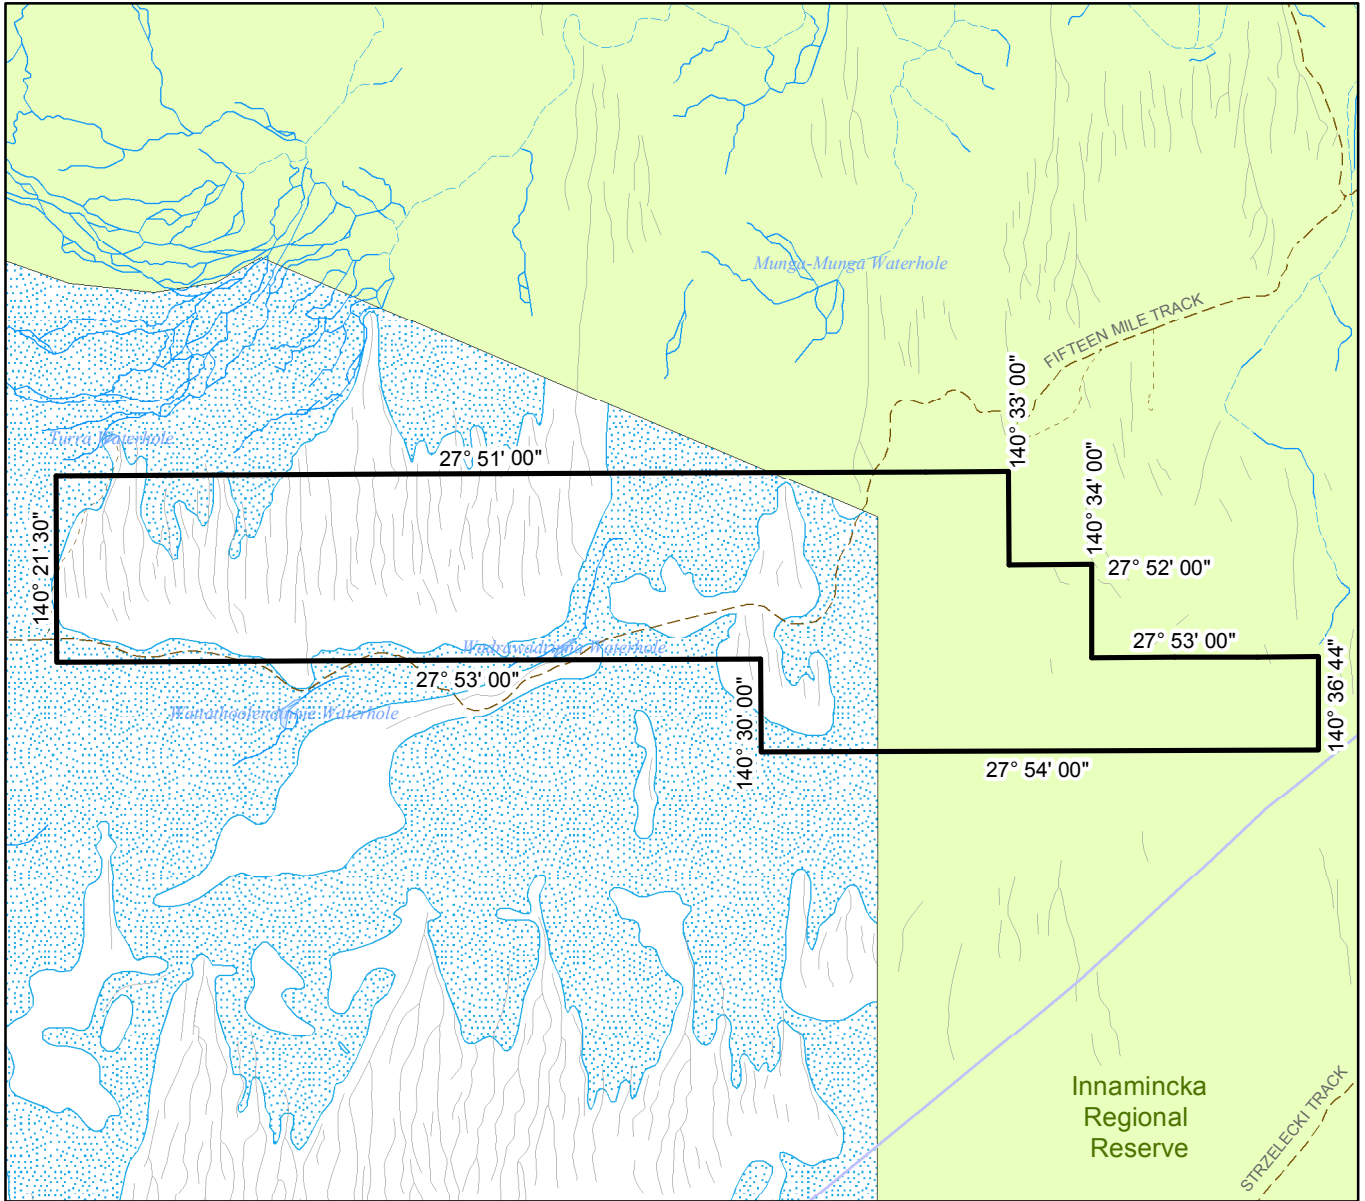 Munga-Munga Waterhole
FIFTEEN MILE TRACK
140° 33' 00"
Turra Waterhole
27° 51' 00"
140° 34' 00"
140° 21' 30"
27° 52' 00"
27° 53' 00"
Wadrawadrinna Waterhole
27° 53' 00"
140° 36' 44"
140° 30' 00"
Waterhole
27° 54' 00"
Innamincka
Regional
Reserve
STRZELECKI TRACK